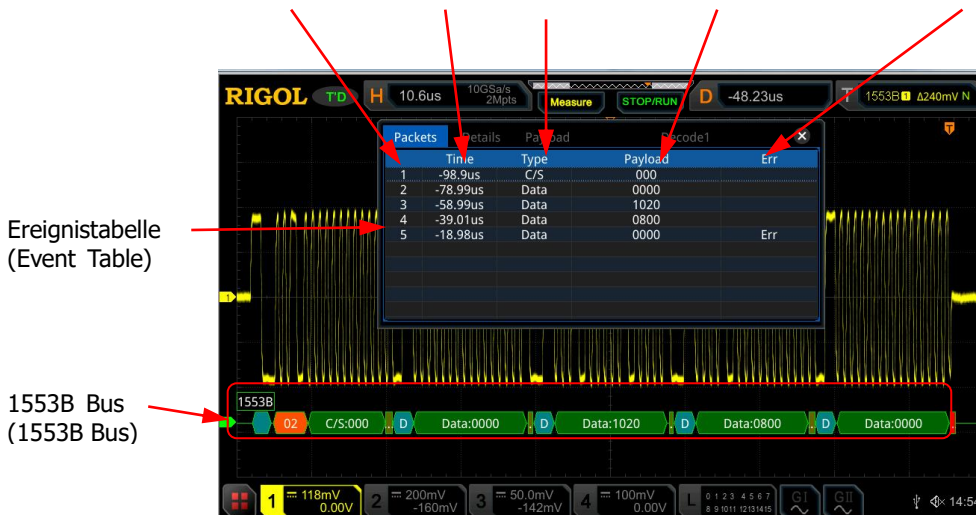 RIGOL T'D H 10.6us 10GSa/s 2Mpts Measure STOP/RUN D -48.23us T 1553B 1 Δ240mV N
Packets Details Payload Decode1
Time Type Payload Err
1 -98.9us C/S 000
2 -78.99us Data 0000
3 -58.99us Data 1020
4 -39.01us Data 0800
5 -18.98us Data 0000 Err
Ereignistabelle
(Event Table)
T
1
1553B Bus
(1553B Bus)
1553B
02 C/S:000 .. D Data:0000 . D Data:1020 . D Data:0800 . D Data:0000 .
1 118mV 0.00V 2 200mV -160mV 3 50.0mV -142mV 4 100mV 0.00V L 0 1 2 3 4 5 6 7 GI GII
8 9 10 11 12 13 14 15 14:54